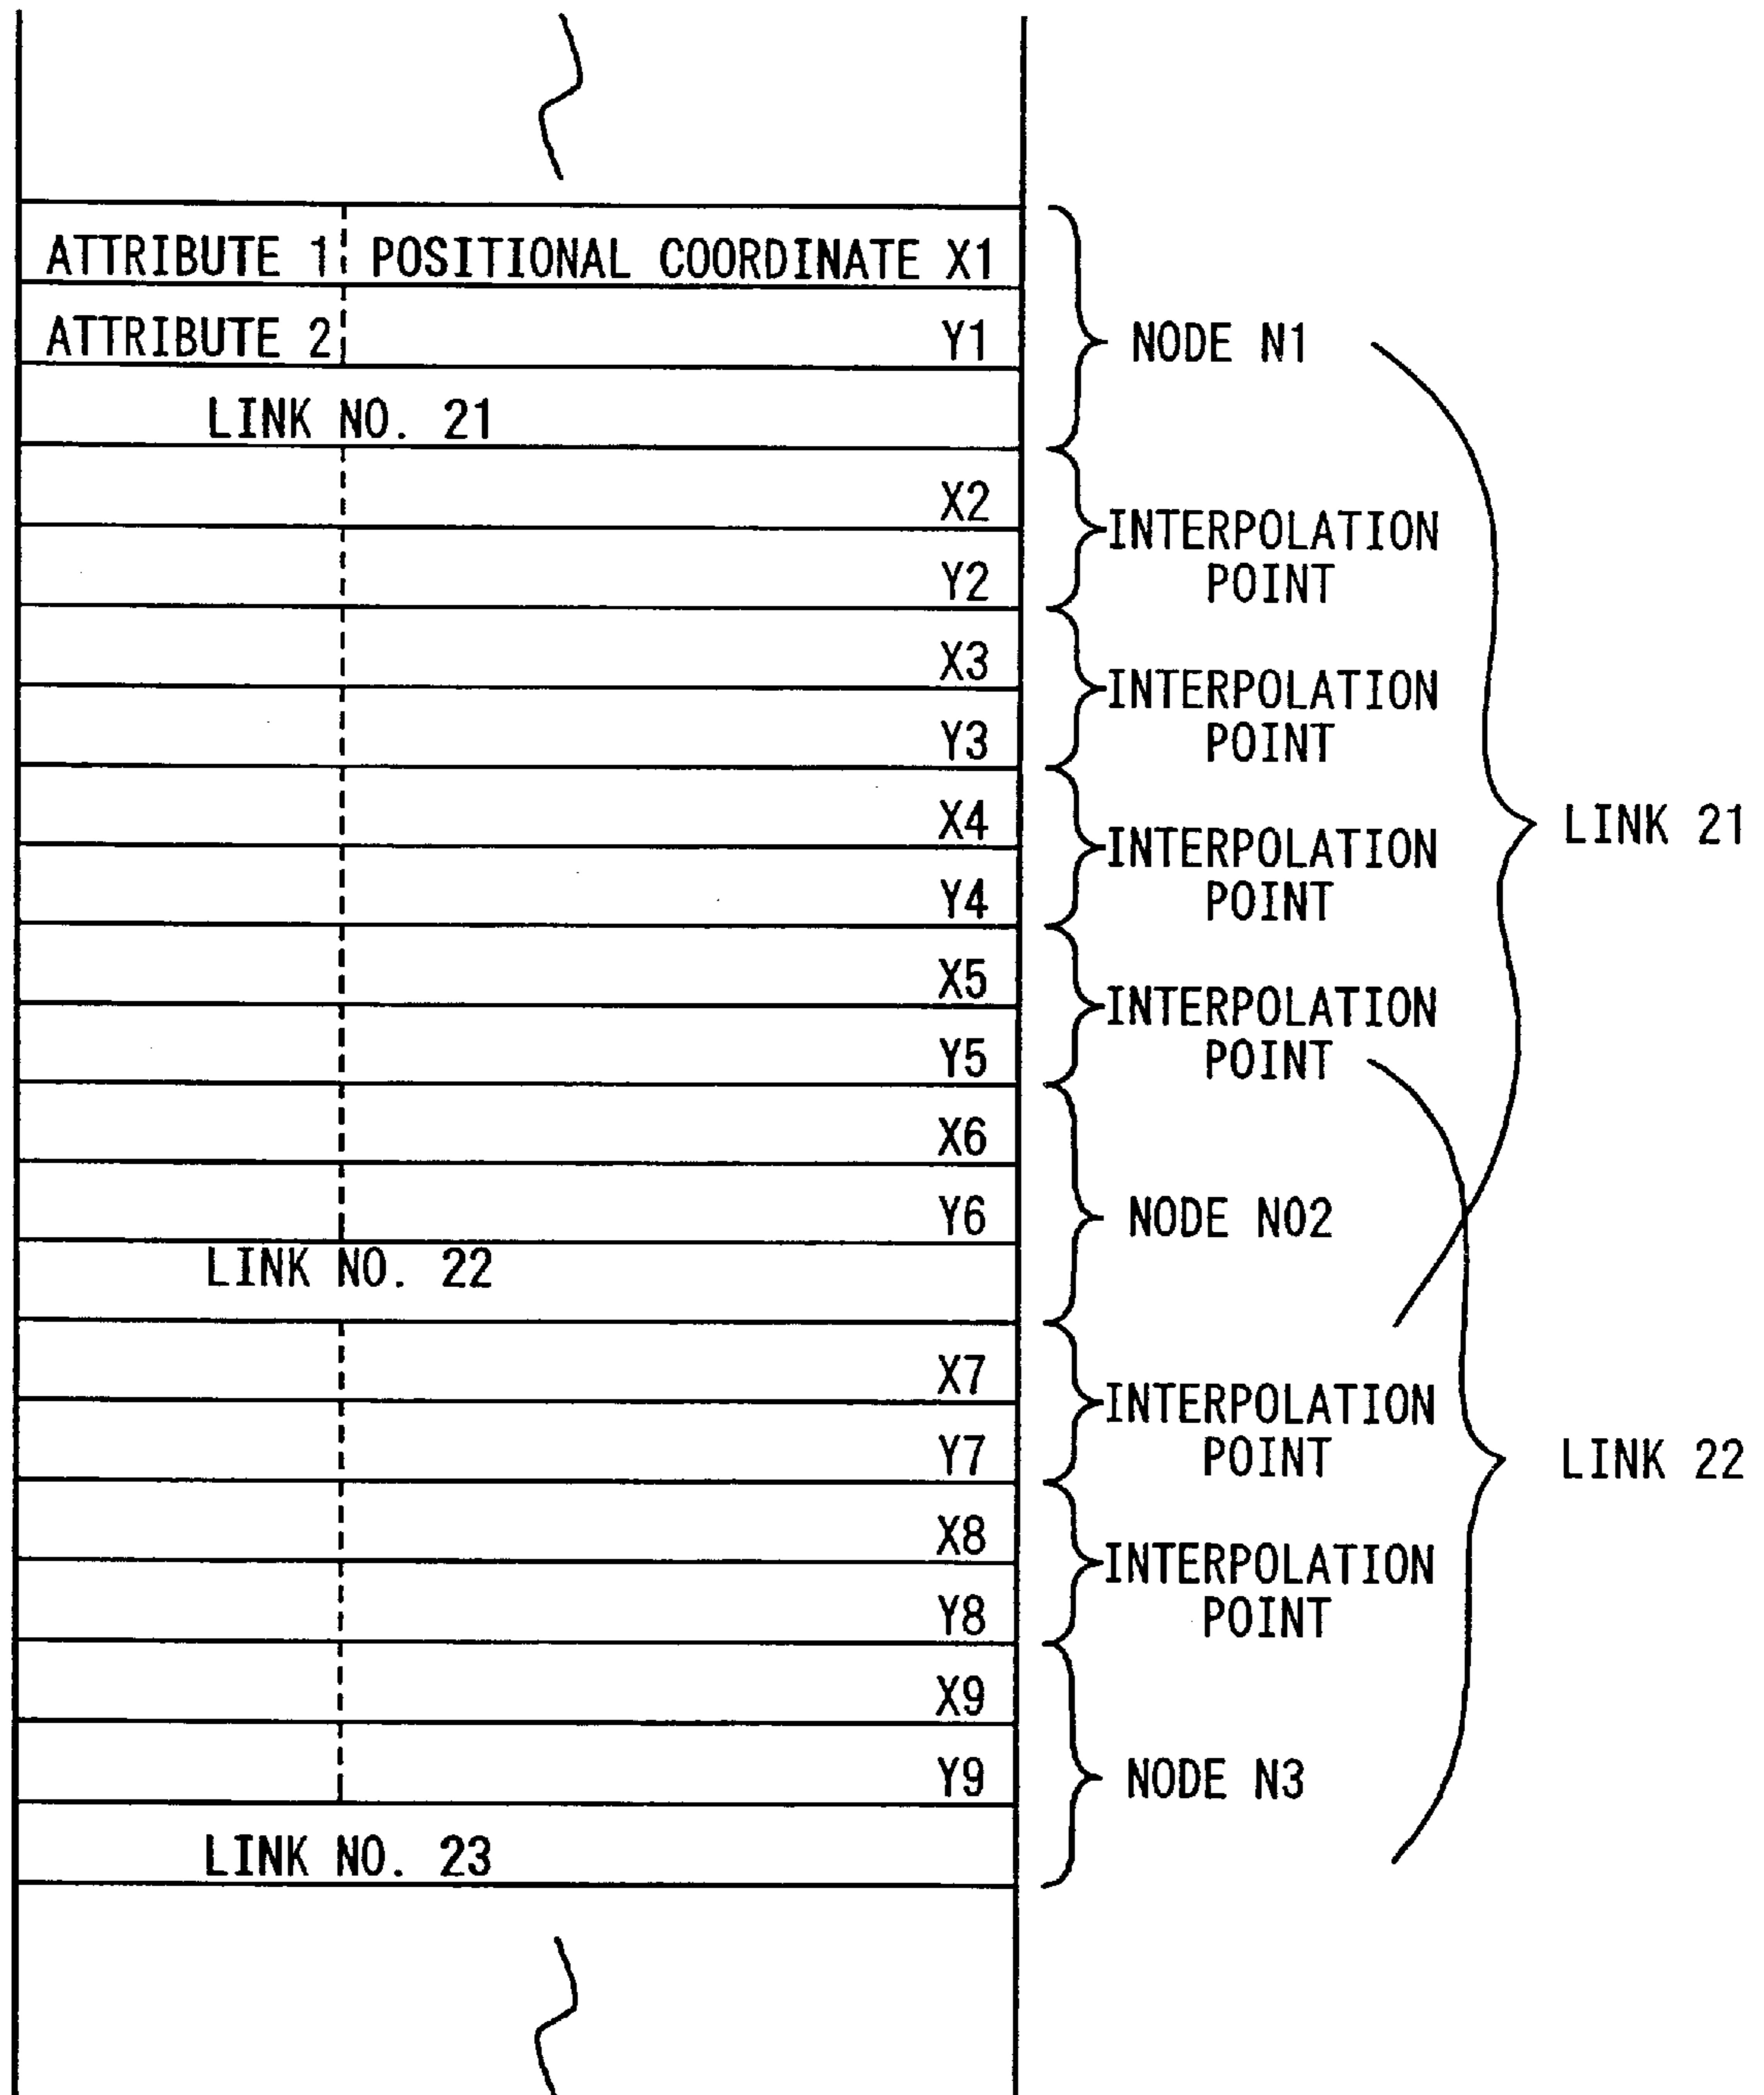 ATTRIBUTE 1 POSITIONAL COORDINATE X1
ATTRIBUTE 2 Y1
NODE N1
LINK NO. 21
X2
INTERPOLATION
POINT
Y2
X3
INTERPOLATION
POINT
Y3
X4
LINK 21
INTERPOLATION
POINT
Y4
X5
INTERPOLATION
POINT
Y5
X6
Y6
NODE N02
LINK NO. 22
X7
INTERPOLATION
POINT
Y7
LINK 22
X8
INTERPOLATION
POINT
Y8
X9
Y9
NODE N3
LINK NO. 23